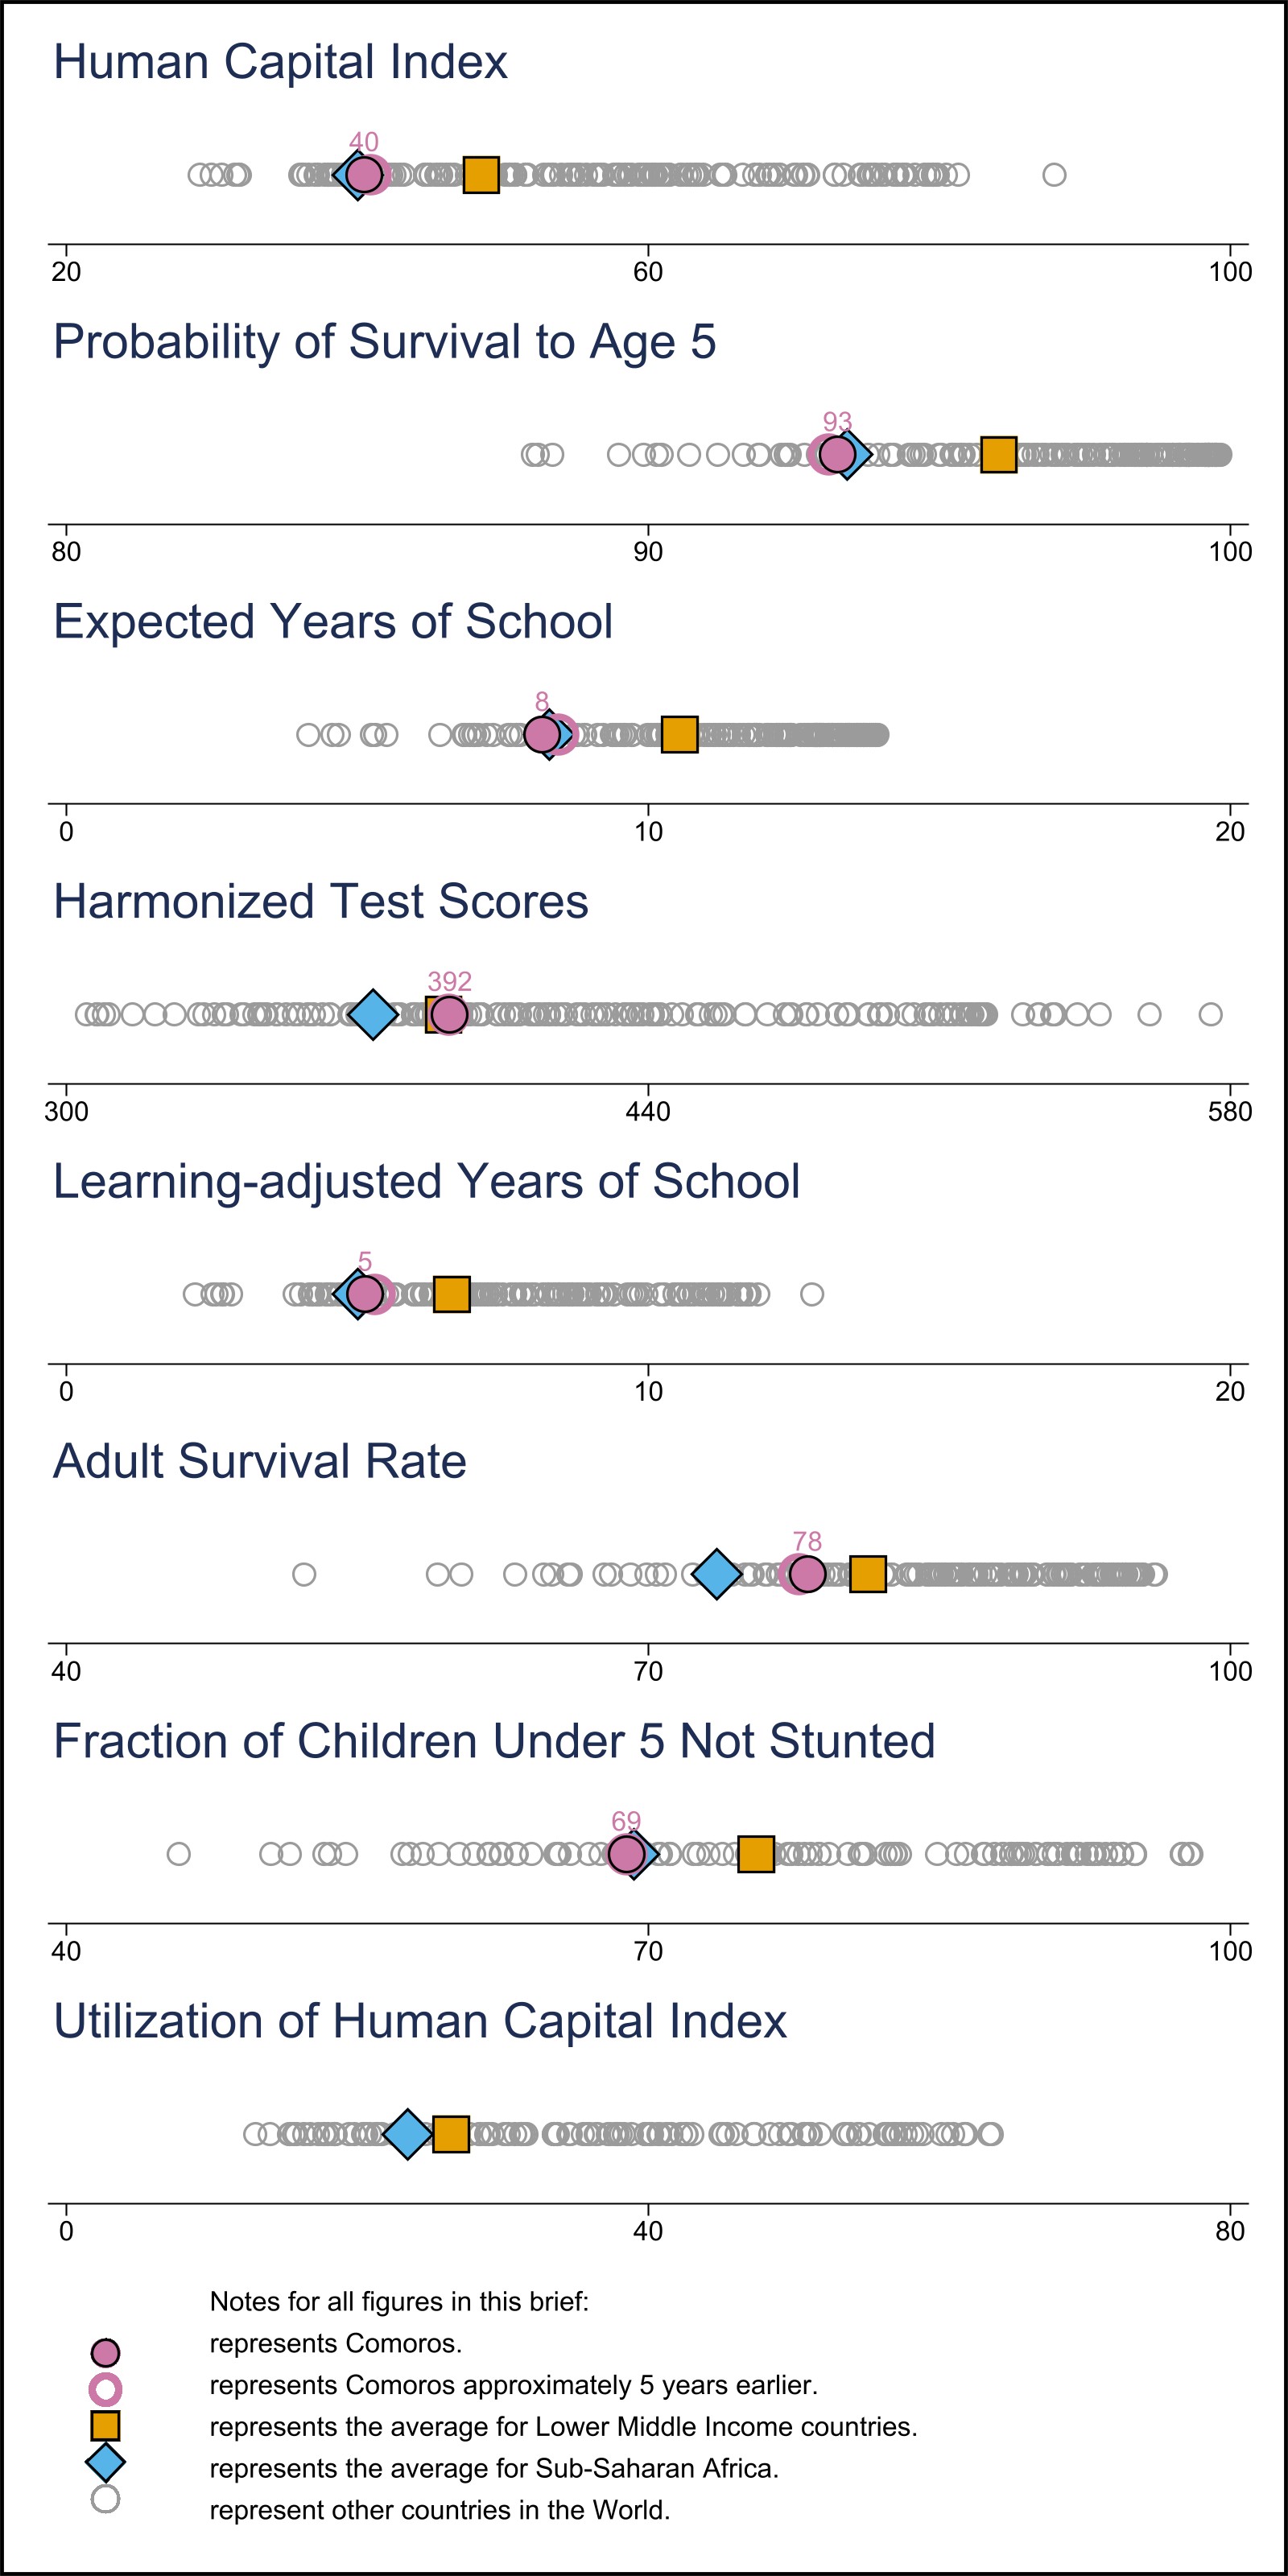 Human Capital Index
40
20 60 100
Probability of Survival to Age 5
93
80 90 100
Expected Years of School
8
0 10 20
Harmonized Test Scores
392
300 440 580
Learning-adjusted Years of School
5
0 10 20
Adult Survival Rate
78
40 70 100
Fraction of Children Under 5 Not Stunted
69
40 70 100
Utilization of Human Capital Index
0 40 80
Notes for all figures in this brief:
represents Comoros.
represents Comoros approximately 5 years earlier.
represents the average for Lower Middle Income countries.
represents the average for Sub-Saharan Africa.
represent other countries in the World.